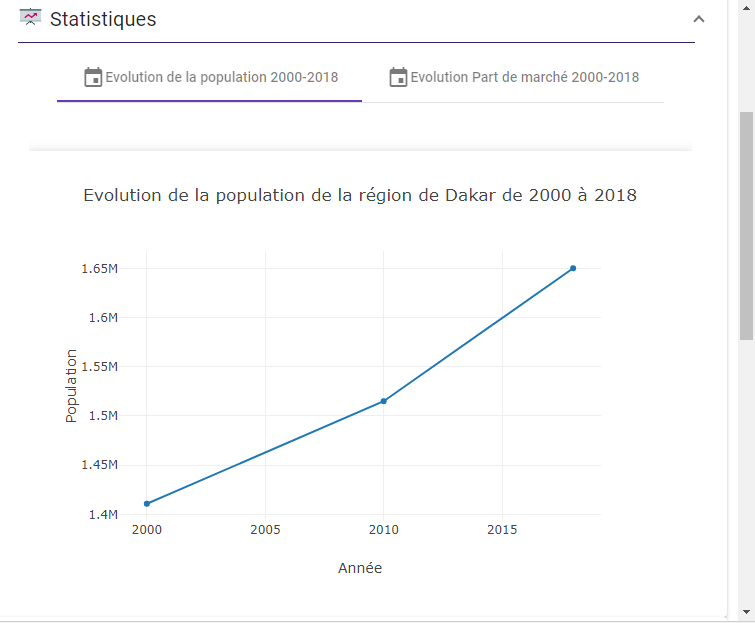 Statistiques
Evolution de la population 2000-2018 Evolution Part de marché 2000-2018
Evolution de la population de la région de Dakar de 2000 à 2018
1.65M
1.6M
1.55M
1.5M
1.45M
1.4M
Population
2000 2005 2010 2015
Année